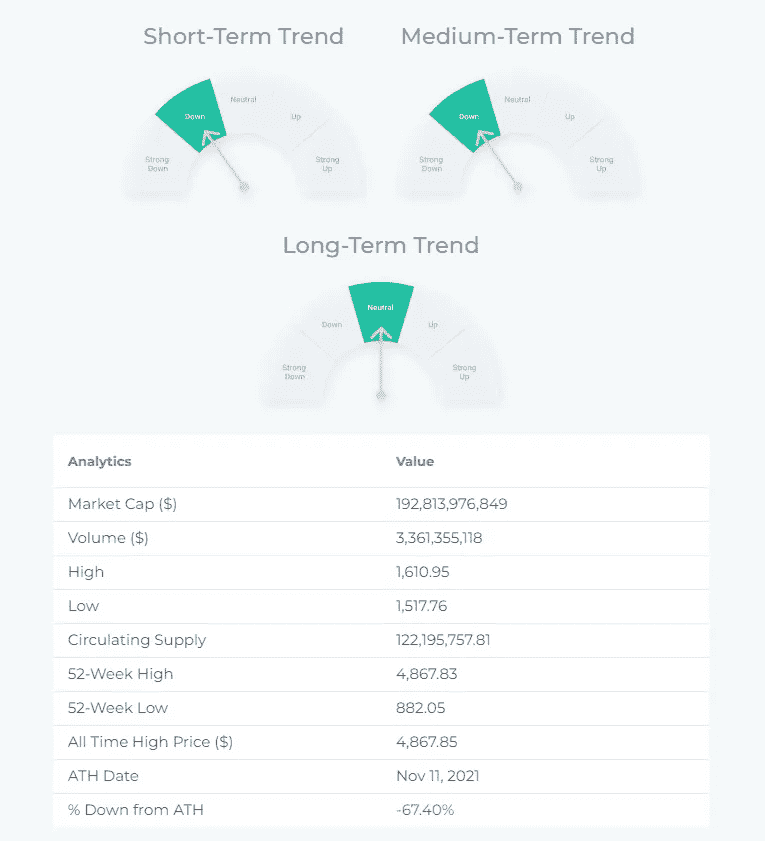 Short-Term Trend
Medium-Term Trend
Strong Down
Down
Neutral
Up
Strong Up
Strong Down
Down
Neutral
Up
Strong Up
Long-Term Trend
Strong Down
Down
Neutral
Up
Strong Up
Analytics Value
Market Cap ($) 192,813,976,849
Volume ($) 3,361,355,118
High 1,610.95
Low 1,517.76
Circulating Supply 122,195,757.81
52-Week High 4,867.83
52-Week Low 882.05
All Time High Price ($) 4,867.85
ATH Date Nov 11, 2021
% Down from ATH -67.40%